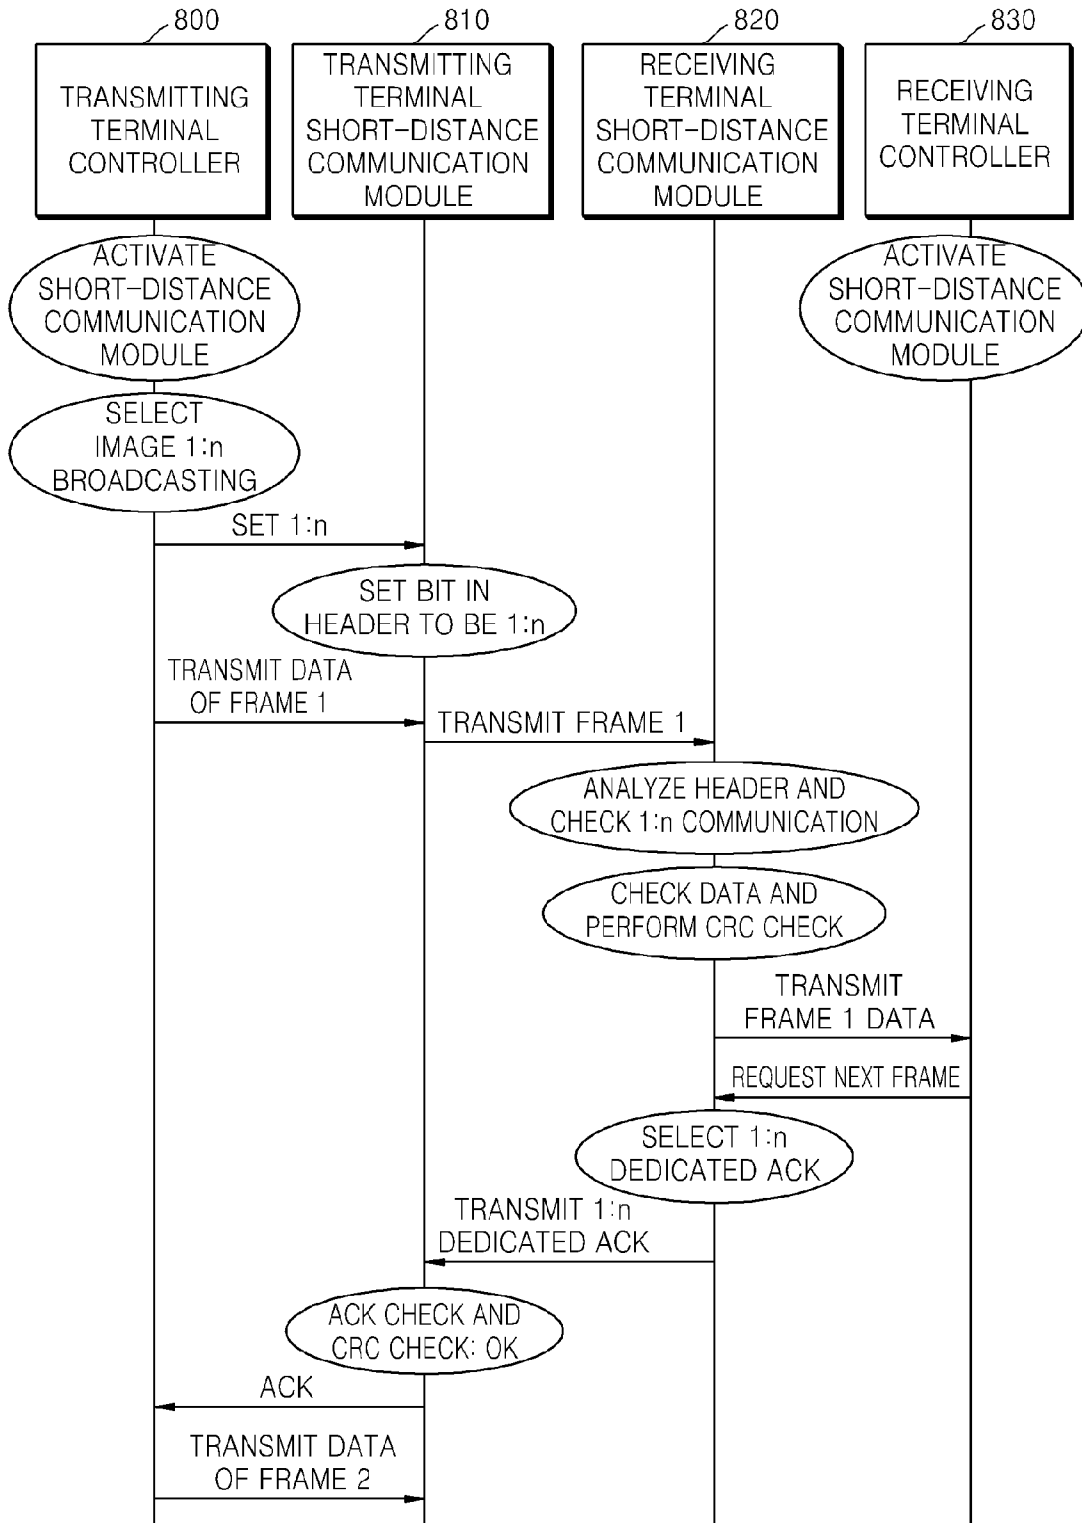 800
810
820
830
TRANSMITTING
TERMINAL
CONTROLLER
TRANSMITTING
TERMINAL
SHORT-DISTANCE
COMMUNICATION
MODULE
RECEIVING
TERMINAL
SHORT-DISTANCE
COMMUNICATION
MODULE
RECEIVING
TERMINAL
CONTROLLER
ACTIVATE
SHORT-DISTANCE
COMMUNICATION
MODULE
ACTIVATE
SHORT-DISTANCE
COMMUNICATION
MODULE
SELECT
IMAGE 1:n
BROADCASTING
SET 1:n
SET BIT IN
HEADER TO BE 1:n
TRANSMIT DATA
OF FRAME 1
TRANSMIT FRAME 1
ANALYZE HEADER AND
CHECK 1:n COMMUNICATION
CHECK DATA AND
PERFORM CRC CHECK
TRANSMIT
FRAME 1 DATA
REQUEST NEXT FRAME
SELECT 1:n
DEDICATED ACK
TRANSMIT 1:n
DEDICATED ACK
ACK CHECK AND
CRC CHECK: OK
ACK
TRANSMIT DATA
OF FRAME 2